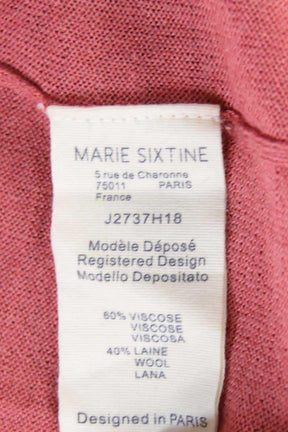 MARIE SIXTINE
5 rue de Charonne
75011 PARIS
France
J2737H18
Modèle Déposé
Registered Design
Modello Depositato
60% VISCOSE
VISCOSE
VISCOSA
40% LAINE
WOOL
LANA
Designed in PARIS